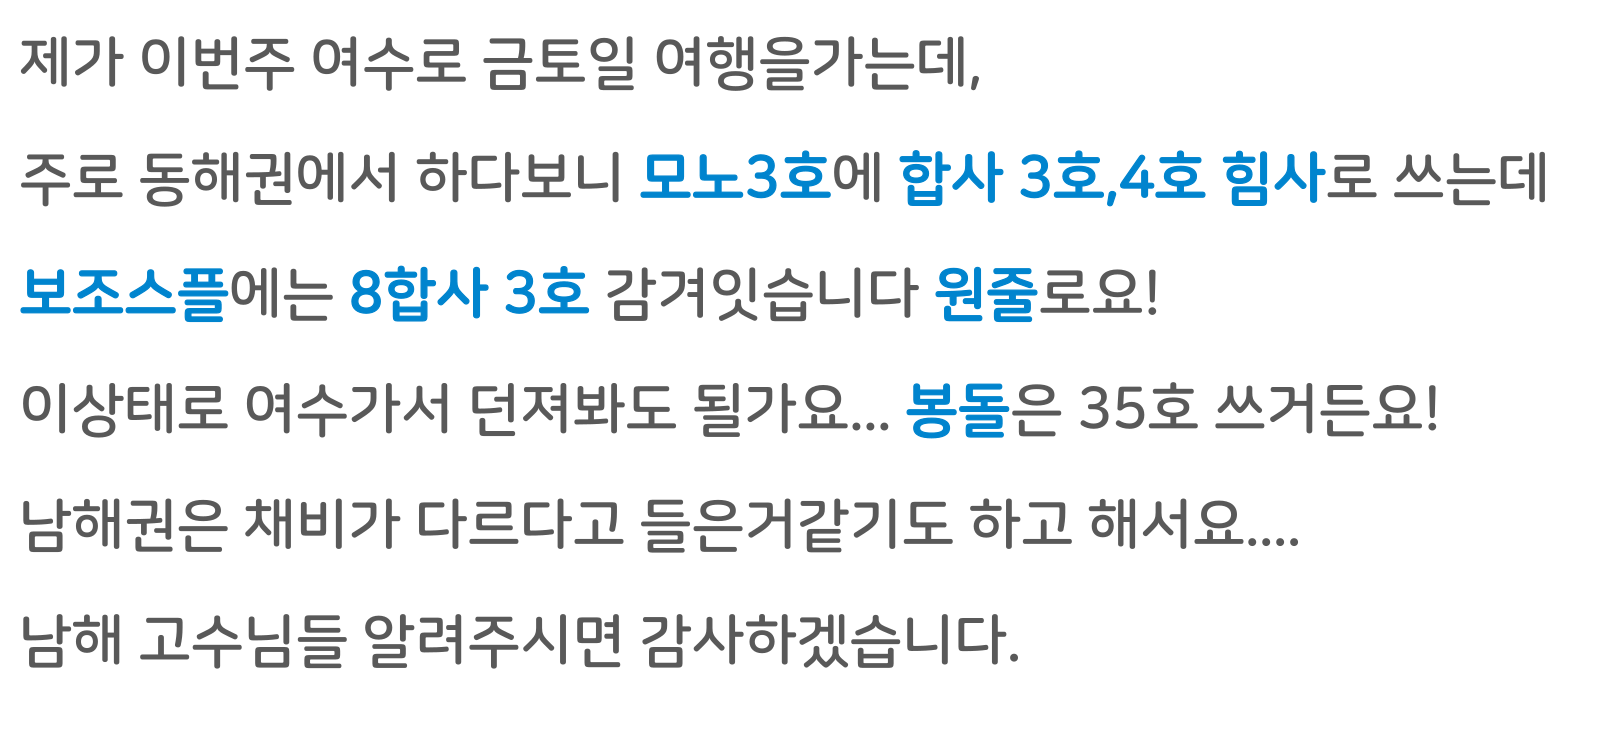 제가 이번주 여수로 금토일 여행을가는데,
주로 동해권에서 하다보니 모노3호에 합사 3호,4호 힘사로 쓰는데
보조스플에는 8합사 3호 감겨잇습니다 원줄로요!
이상태로 여수가서 던져봐도 될가요... 봉돌은 35호 쓰거든요!
남해권은 채비가 다르다고 들은거같기도 하고 해서요....
남해 고수님들 알려주시면 감사하겠습니다.